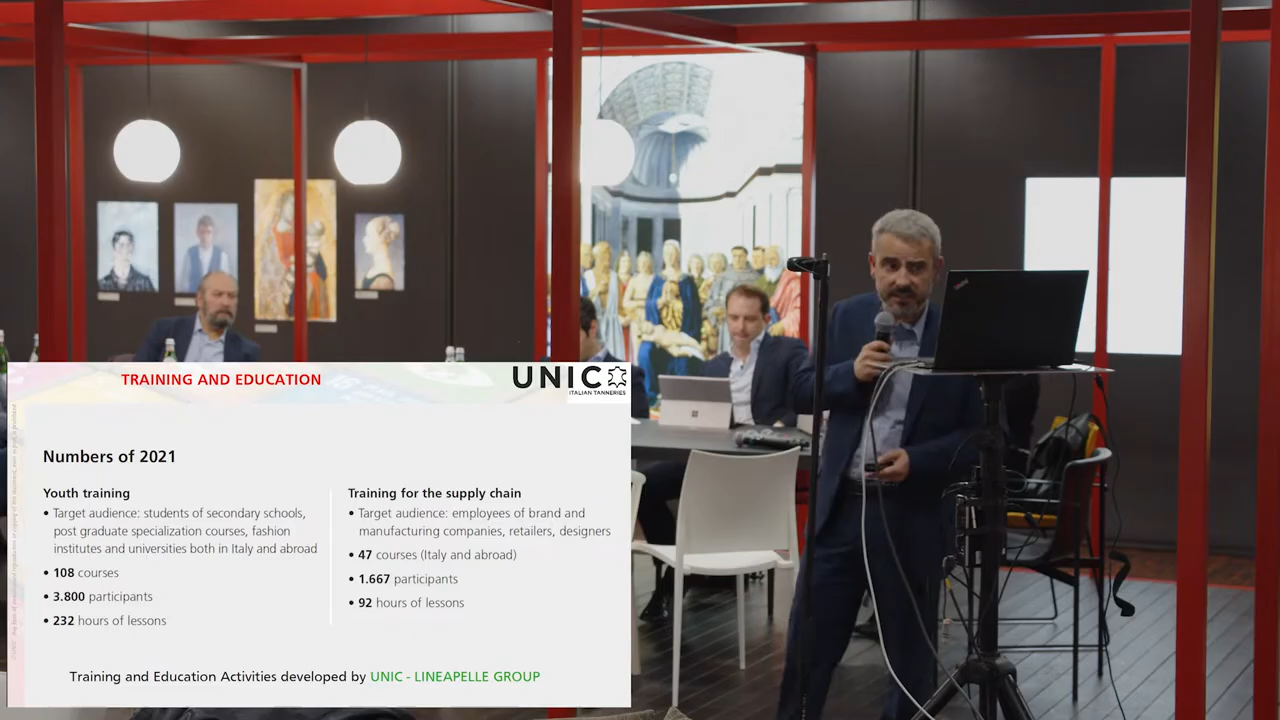 TRAINING AND EDUCATION
UNIC
ITALIAN TANNERIES
Numbers of 2021
Youth training
• Target audience: students of secondary schools,
post graduate specialization courses, fashion
institutes and universities both in Italy and abroad
• 108 courses
• 3.800 participants
• 232 hours of lessons
Training for the supply chain
• Target audience: employees of brand and
manufacturing companies, retailers, designers
• 47 courses (Italy and abroad)
• 1.667 participants
• 92 hours of lessons
Training and Education Activities developed by UNIC - LINEAPELLE GROUP